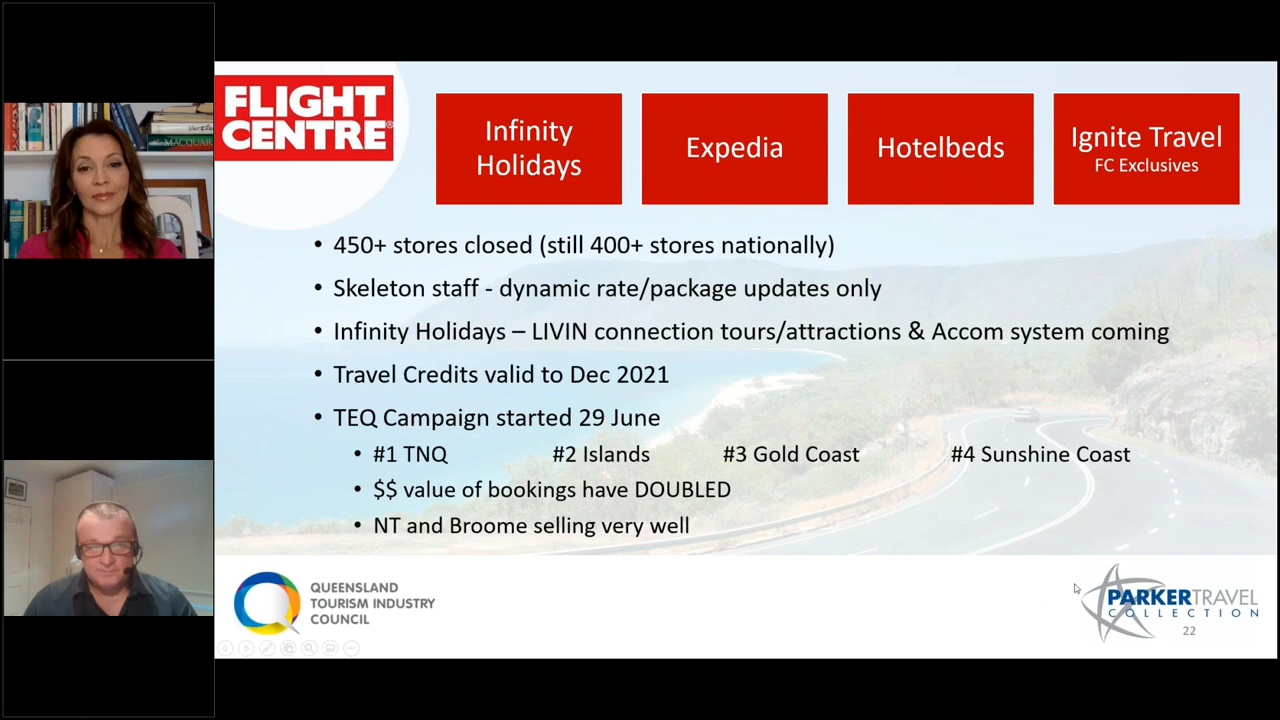 FLIGHT
CENTRE®
Infinity
Holidays
Expedia
Hotelbeds
Ignite Travel
FC Exclusives
• 450+ stores closed (still 400+ stores nationally)
• Skeleton staff - dynamic rate/package updates only
• Infinity Holidays – LIVIN connection tours/attractions & Accom system coming
• Travel Credits valid to Dec 2021
• TEQ Campaign started 29 June
• #1 TNQ #2 Islands #3 Gold Coast #4 Sunshine Coast
• $$ value of bookings have DOUBLED
• NT and Broome selling very well
QUEENSLAND
TOURISM INDUSTRY
COUNCIL
PARKERTRAVEL
COLLECTION
22
MACQUAR